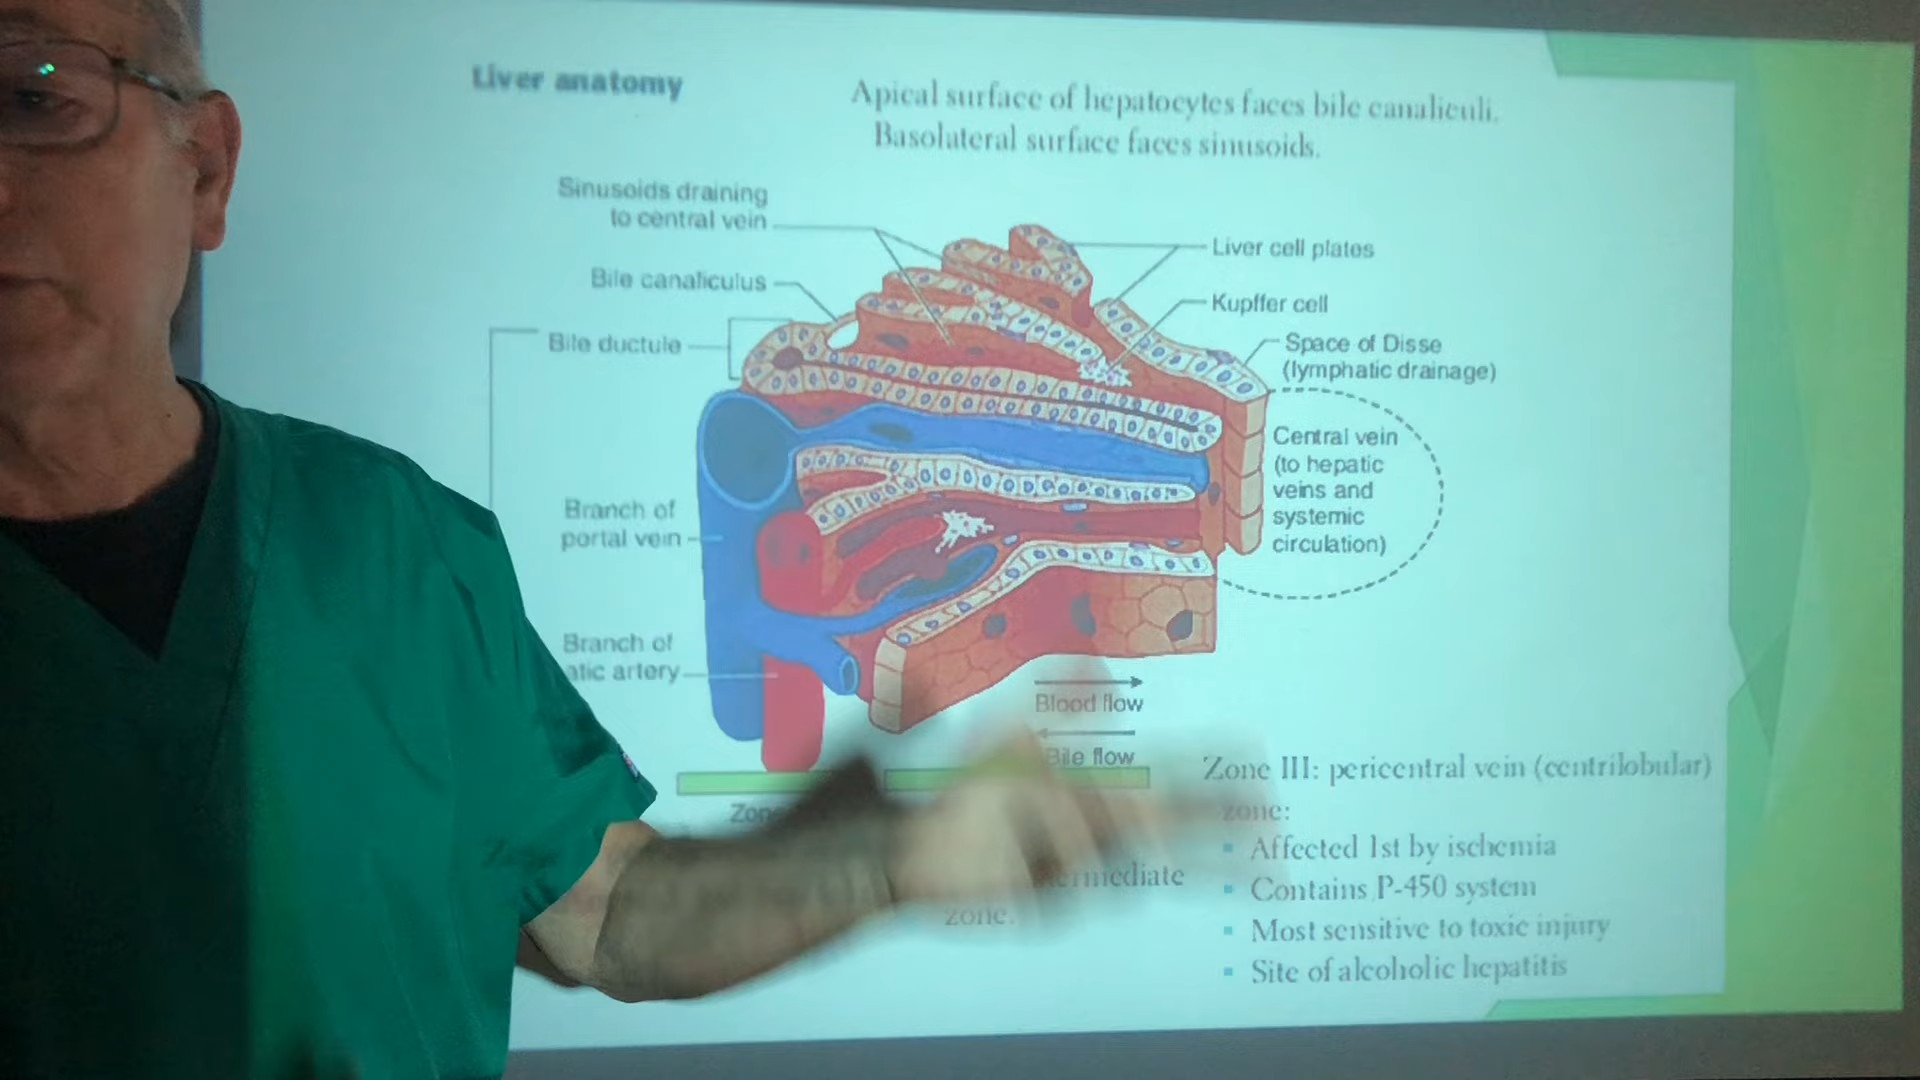 Liver anatomy
Apical surface of hepatocytes faces bile canaliculi.
Basolateral surface faces sinusoids.
Sinusoids draining
to central vein
Bile canaliculus
Bile ductule
Branch of
portal vein
Branch of
atic artery
Liver cell plates
Kupffer cell
Space of Disse
(lymphatic drainage)
Central vein
(to hepatic
veins and
systemic
circulation)
Blood flow
Bile flow
Zone III: pericentral vein (centrilobular)
zone:
Affected 1st by ischemia
Contains P-450 system
Most sensitive to toxic injury
Site of alcoholic hepatitis
Zon
ermediate
zone.